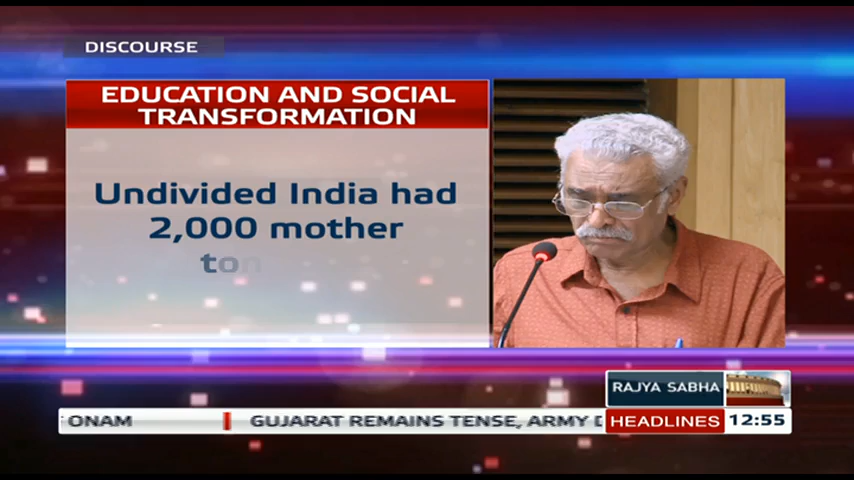 DISCOURSE
EDUCATION AND SOCIAL
TRANSFORMATION
Undivided India had
2,000 mother
ton
RAJYA SABHA
ONAM
GUJARAT REMAINS TENSE, ARMY
HEADLINES
12:55